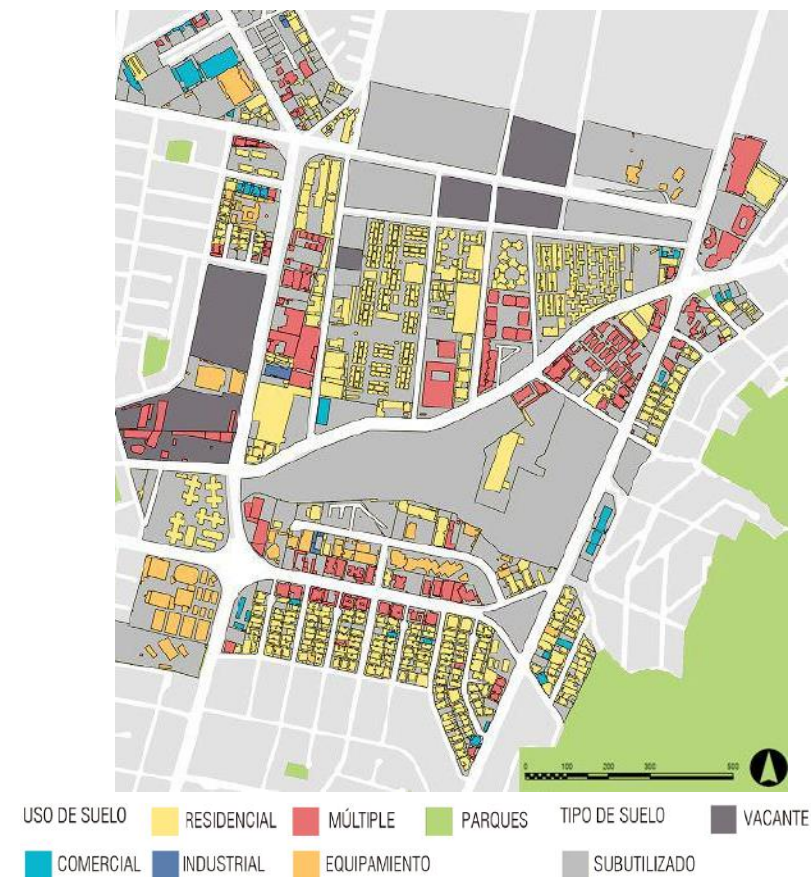 0 100 200 300 500
USO DE SUELO RESIDENCIAL MÚLTIPLE PARQUES TIPO DE SUELO VACANTE
COMERCIAL INDUSTRIAL EQUIPAMIENTO SUBUTILIZADO